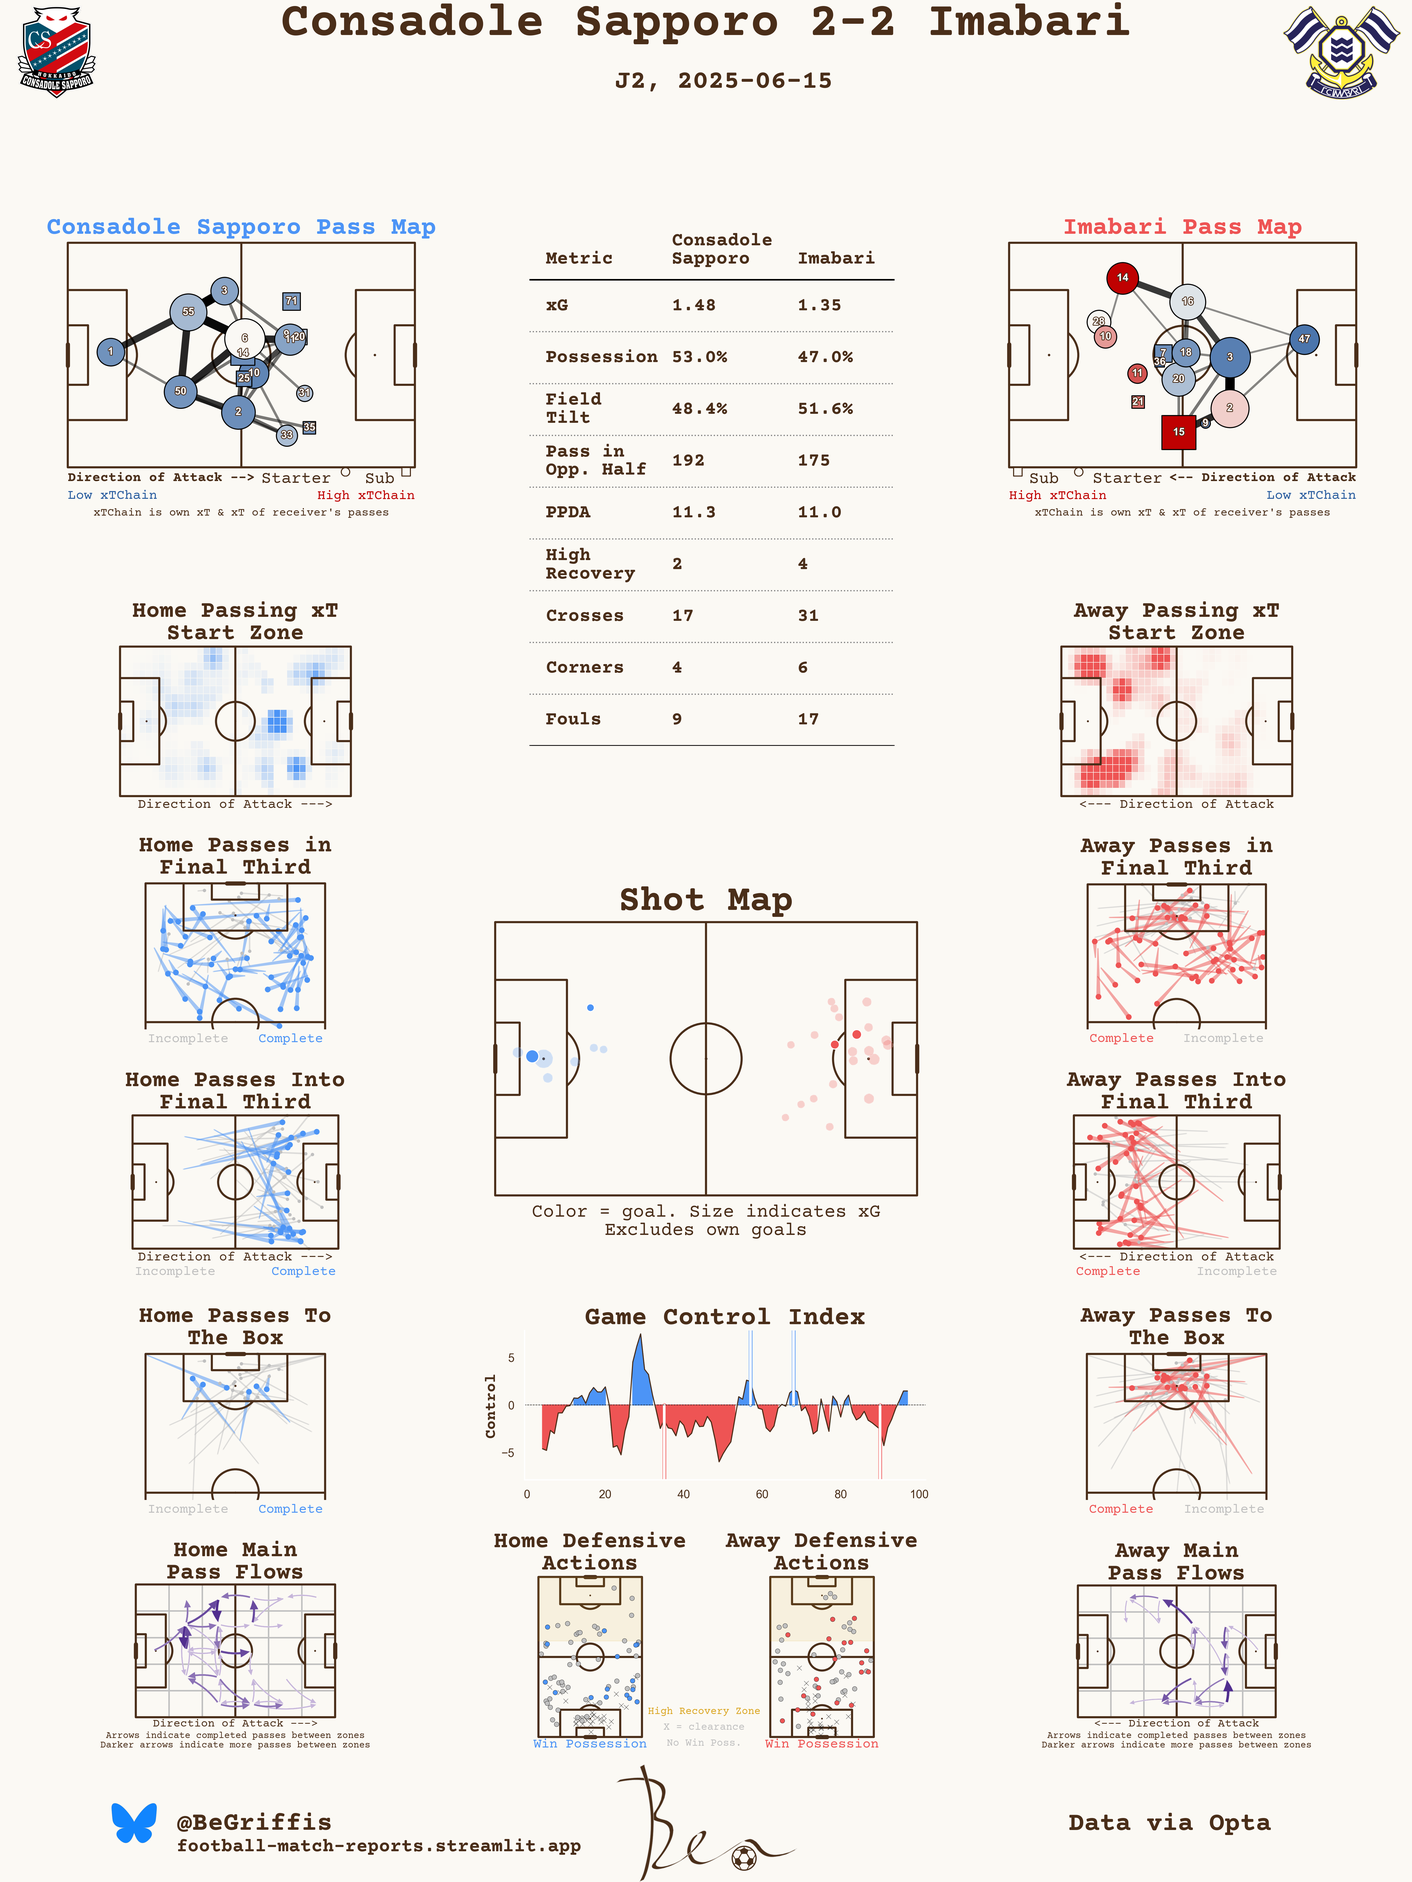 Consadole Sapporo 2-2 Imabari
J2, 2025-06-15
CS
HOKKAIDO
CONSADOLE SAPPORO
FC IMABARI
Consadole Sapporo Pass Map
3
71
55
6
11
20
14
1
10
25
50
31
2
35
33
Direction of Attack --> Starter Sub
Low xTChain High xTChain
xTChain is own xT & xT of receiver's passes
Metric Consadole Sapporo Imabari
xG 1.48 1.35
Possession 53.0% 47.0%
Field Tilt 48.4% 51.6%
Pass in Opp. Half 192 175
PPDA 11.3 11.0
High Recovery 2 4
Crosses 17 31
Corners 4 6
Fouls 9 17
Imabari Pass Map
14
16
28
10
47
7
18
3
36
11
20
21
2
9
15
Sub Starter <-- Direction of Attack
High xTChain Low xTChain
xTChain is own xT & xT of receiver's passes
Home Passing xT
Start Zone
Direction of Attack --->
Away Passing xT
Start Zone
<--- Direction of Attack
Home Passes in
Final Third
Incomplete Complete
Away Passes in
Final Third
Complete Incomplete
Shot Map
Color = goal. Size indicates xG
Excludes own goals
Home Passes Into
Final Third
Direction of Attack --->
Incomplete Complete
Away Passes Into
Final Third
<--- Direction of Attack
Complete Incomplete
Home Passes To
The Box
Incomplete Complete
Game Control Index
Control
5
0
−5
0 20 40 60 80 100
Away Passes To
The Box
Complete Incomplete
Home Main
Pass Flows
Direction of Attack --->
Arrows indicate completed passes between zones
Darker arrows indicate more passes between zones
Home Defensive
Actions
Win Possession
Away Defensive
Actions
Win Possession
High Recovery Zone
X = clearance
No Win Poss.
Away Main
Pass Flows
<--- Direction of Attack
Arrows indicate completed passes between zones
Darker arrows indicate more passes between zones
@BeGriffis
football-match-reports.streamlit.app
Ben
Data via Opta